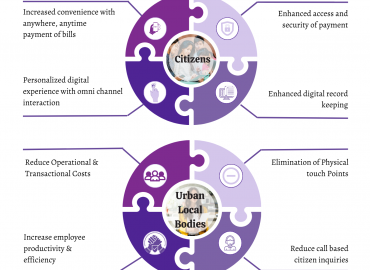 Increased convenience with
anywhere, anytime
payment of bills
Enhanced access and
security of payment
Citizens
Personalized digital
experience with omni channel
interaction
Enhanced digital record
keeping
Reduce Operational &
Transactional Costs
Elimination of Physical
touch Points
Urban
Local
Bodies
Increase employee
productivity &
efficiency
Reduce call based
citizen inquiries